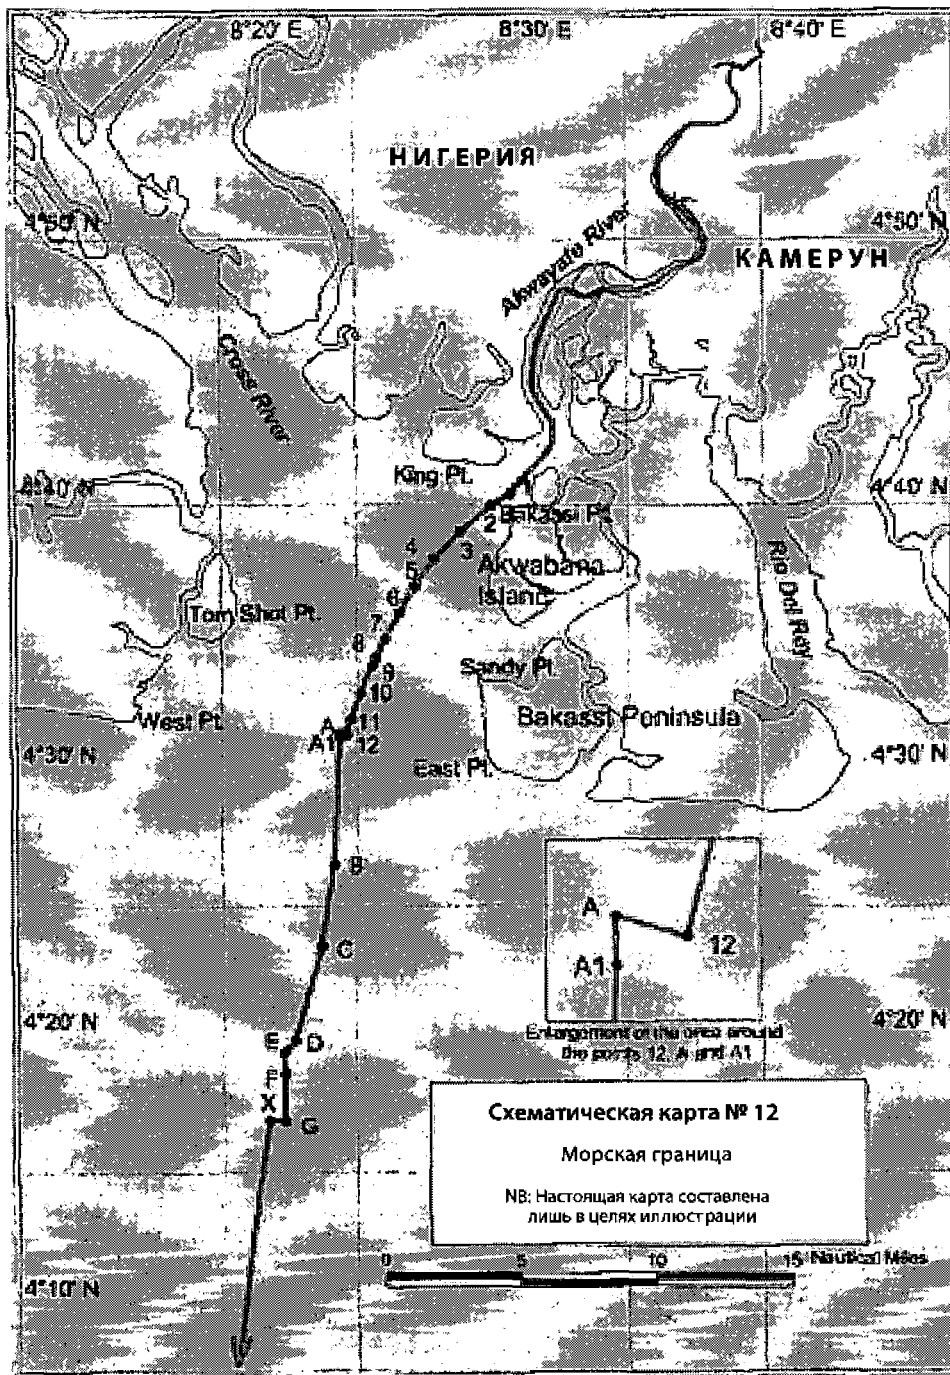 8°20' E
8°30' E
8°40' E
НИГЕРИЯ
4°50' N
4°50' N
Akwayafe River
КАМЕРУН
Cross River
King Pt.
4°40' N
2
Bakassi Pt.
3
4
Akwabana
Island
5
6
Rio Del Rey
Tom Shot Pt.
7
8
9
Sandy Pt.
10
West Pt.
Bakassi Peninsula
A
11
A1
12
4°30' N
4°30' N
East Pt.
B
A
12
A1
C
4°20' N
4°20' N
Enlargement of the area around
the points 12, A and A1
E
D
F
X
G
Схематическая карта № 12
Морская граница
NB: Настоящая карта составлена
лишь в целях иллюстрации
0
5
10
15 Nautical Miles
4°10' N